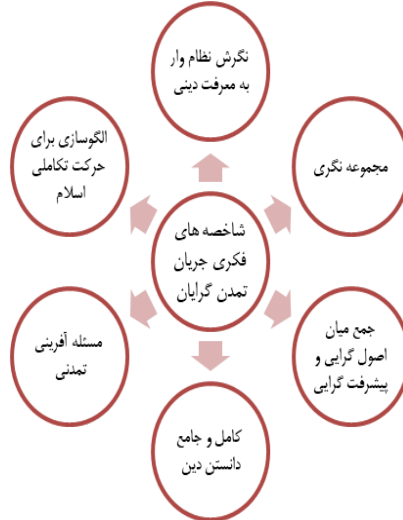 نگرش نظام وار
به معرفت دینی
مجموعه نگری
جمع میان
اصول گرایی و
پیشرفت گرایی
کامل و جامع
دانستن دین
مسئله آفرینی
تمدنی
الگوسازی برای
حرکت تکاملی
اسلام
شاخصه های
فکری جریان
تمدن گرایان